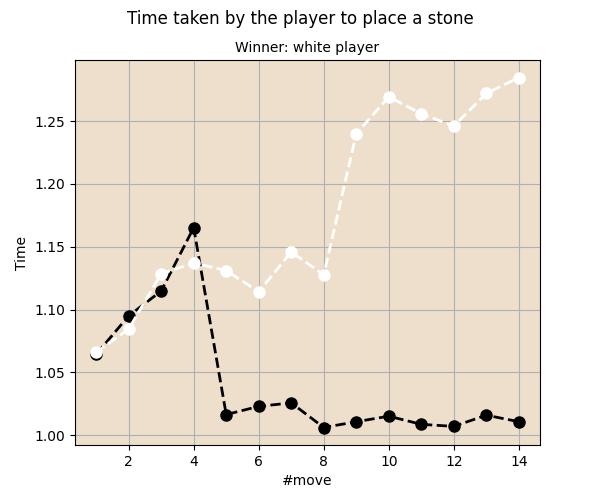 Time taken by the player to place a stone
Winner: white player
1.25
1.20
1.15
1.10
1.05
1.00
Time
2 4 6 8 10 12 14
#move